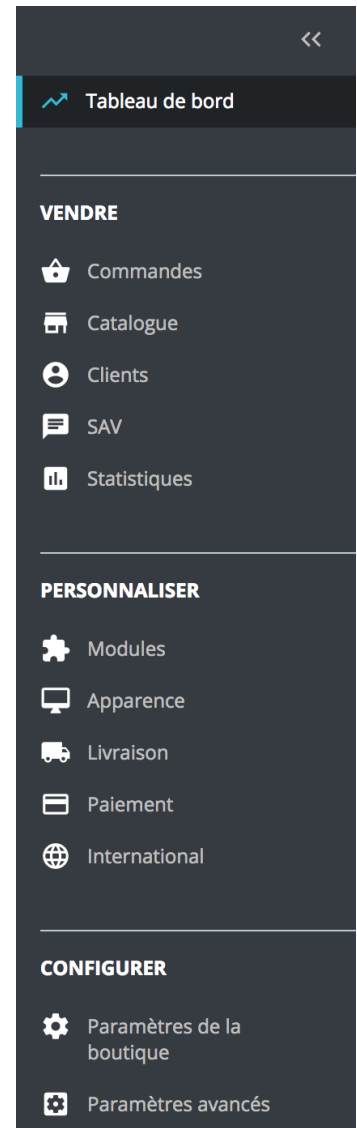 Tableau de bord
VENDRE
Commandes
Catalogue
Clients
SAV
Statistiques
PERSONNALISER
Modules
Apparence
Livraison
Paiement
International
CONFIGURER
Paramètres de la
boutique
Paramètres avancés